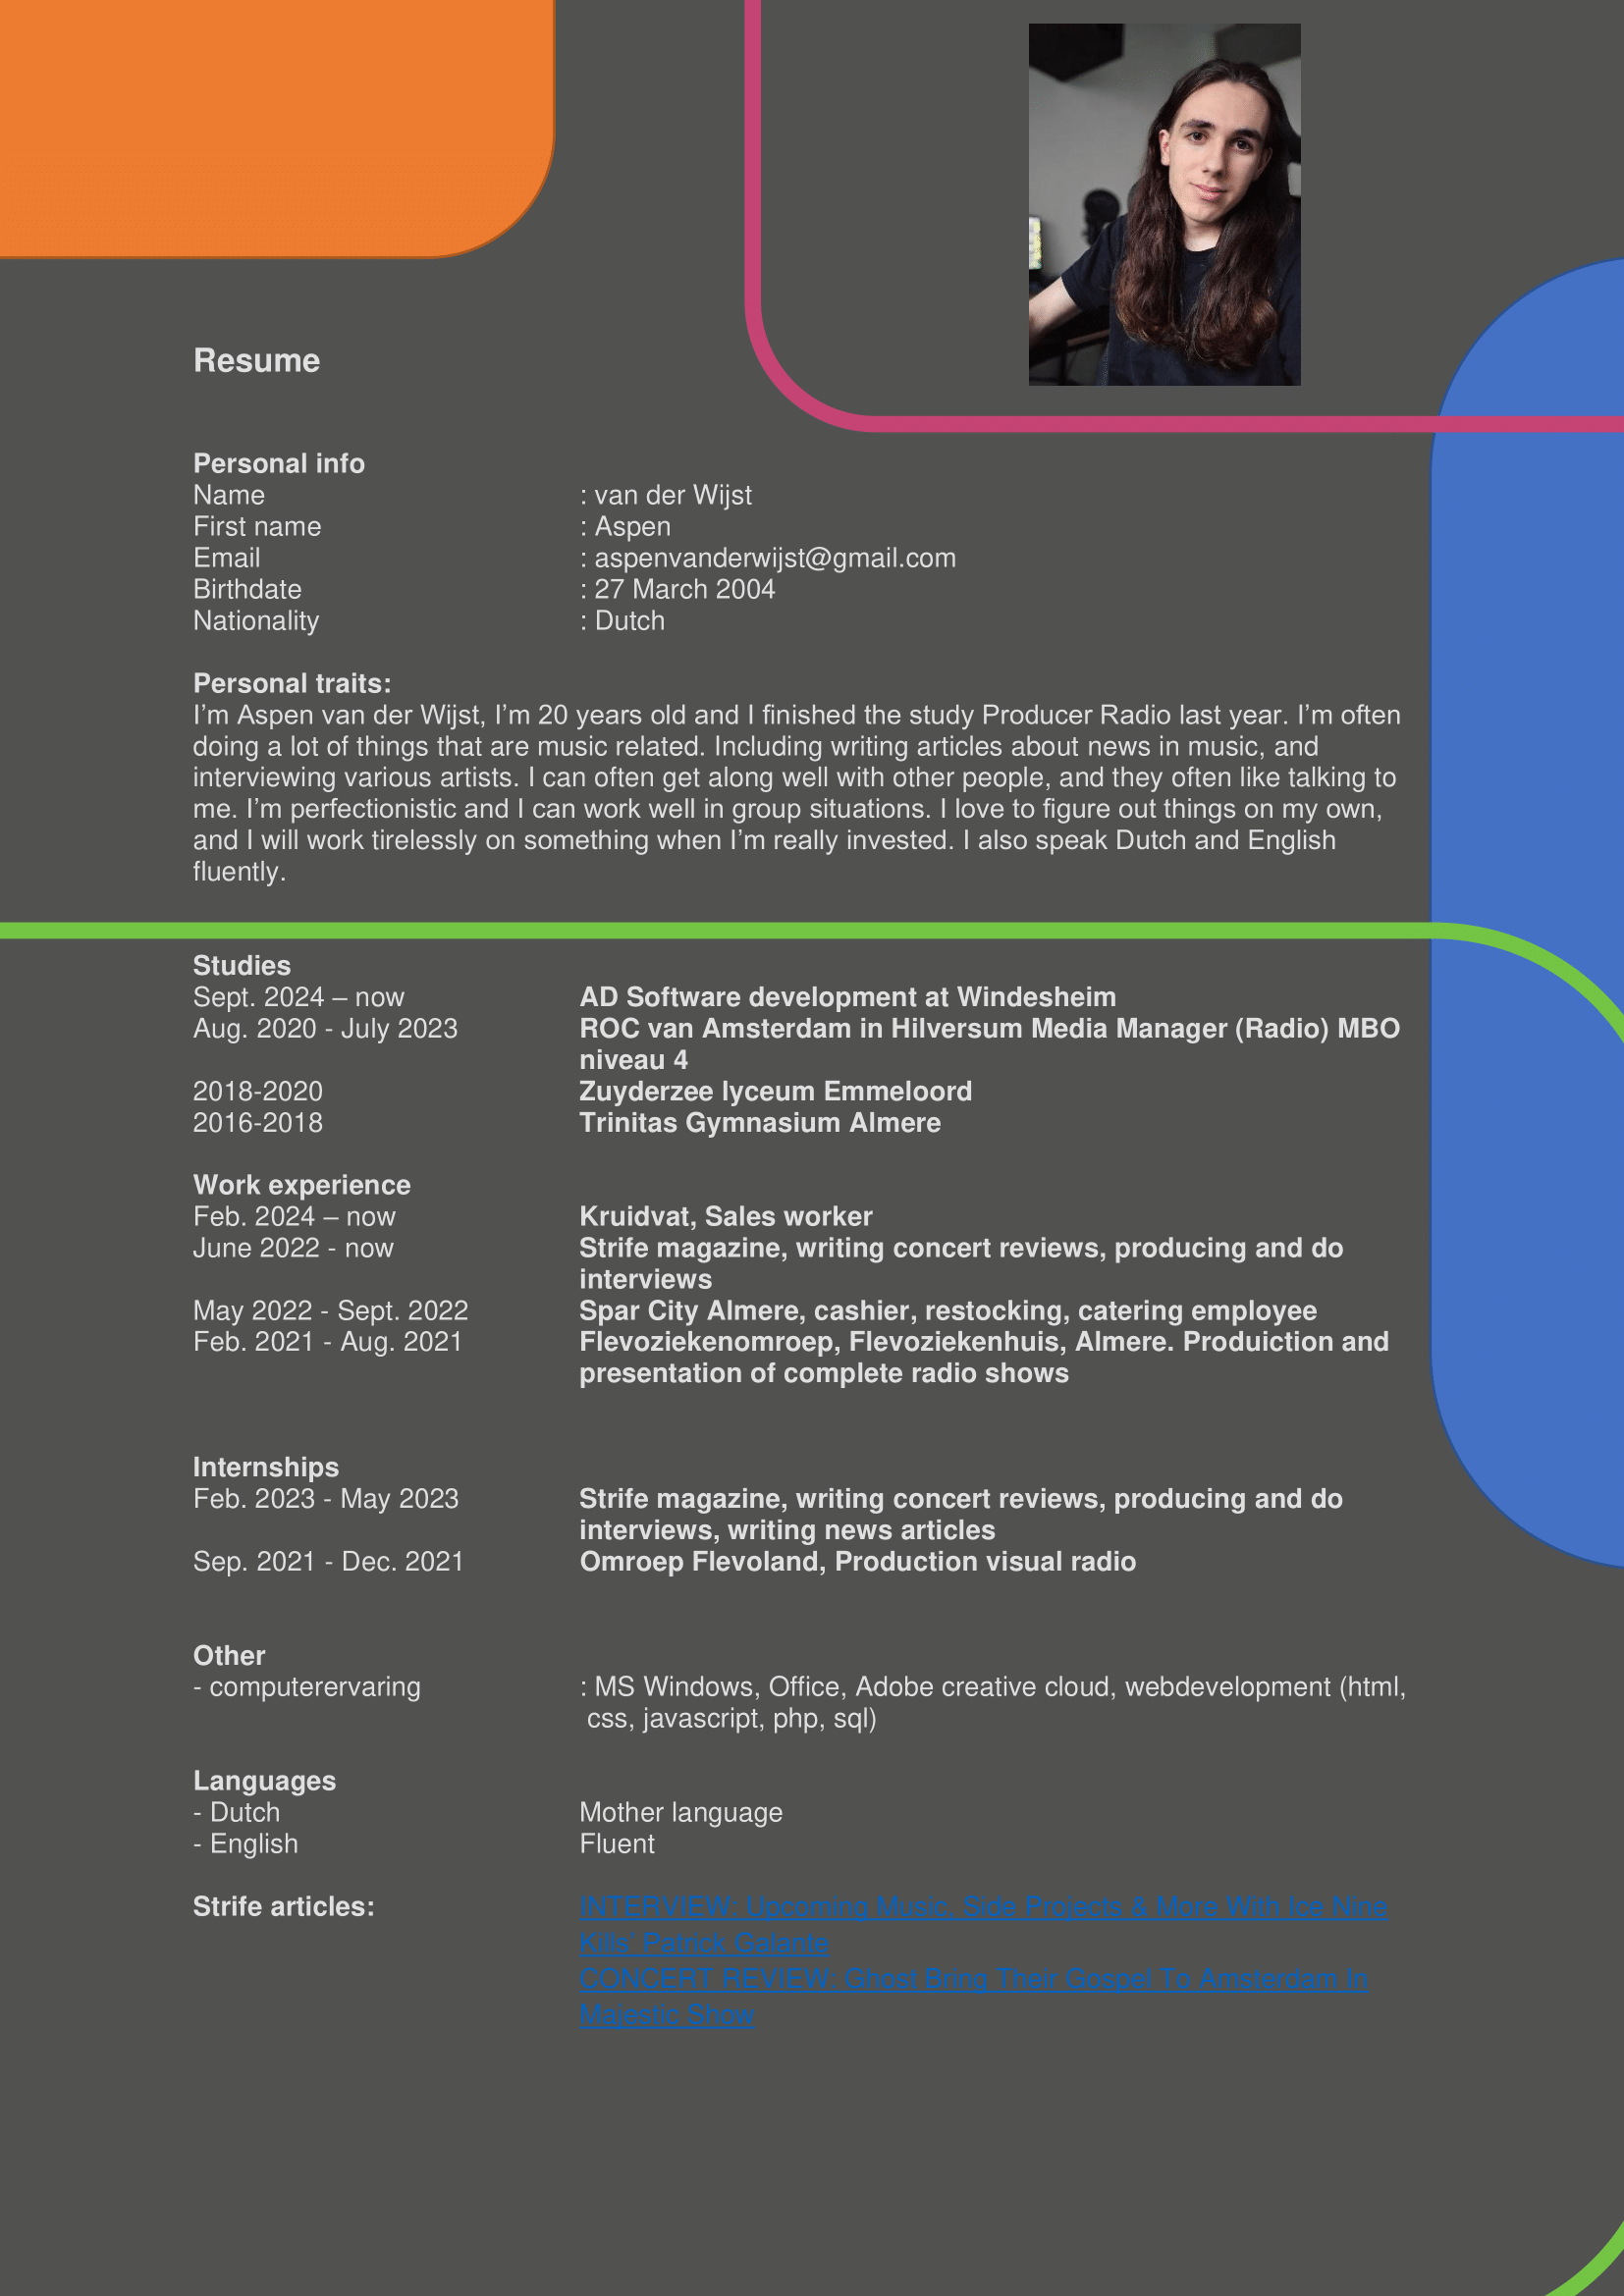 Resume
Personal info
Name : van der Wijst
First name : Aspen
Email : aspenvanderwijst@gmail.com
Birthdate : 27 March 2004
Nationality : Dutch
Personal traits:
I’m Aspen van der Wijst, I’m 20 years old and I finished the study Producer Radio last year. I’m often
doing a lot of things that are music related. Including writing articles about news in music, and
interviewing various artists. I can often get along well with other people, and they often like talking to
me. I’m perfectionistic and I can work well in group situations. I love to figure out things on my own,
and I will work tirelessly on something when I’m really invested. I also speak Dutch and English
fluently.
Studies
Sept. 2024 – now AD Software development at Windesheim
Aug. 2020 - July 2023 ROC van Amsterdam in Hilversum Media Manager (Radio) MBO
niveau 4
2018-2020 Zuyderzee lyceum Emmeloord
2016-2018 Trinitas Gymnasium Almere
Work experience
Feb. 2024 – now Kruidvat, Sales worker
June 2022 - now Strife magazine, writing concert reviews, producing and do
interviews
May 2022 - Sept. 2022 Spar City Almere, cashier, restocking, catering employee
Feb. 2021 - Aug. 2021 Flevoziekenomroep, Flevoziekenhuis, Almere. Produiction and
presentation of complete radio shows
Internships
Feb. 2023 - May 2023 Strife magazine, writing concert reviews, producing and do
interviews, writing news articles
Sep. 2021 - Dec. 2021 Omroep Flevoland, Production visual radio
Other
- computerervaring : MS Windows, Office, Adobe creative cloud, webdevelopment (html,
css, javascript, php, sql)
Languages
- Dutch Mother language
- English Fluent
Strife articles: INTERVIEW: Upcoming Music, Side Projects & More With Ice Nine
Kills’ Patrick Galante
CONCERT REVIEW: Ghost Bring Their Gospel To Amsterdam In
Majestic Show